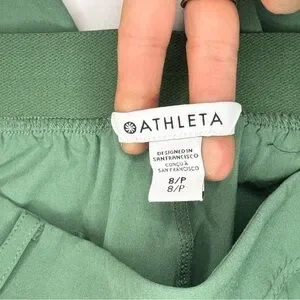 ATHLETA
DESIGNED IN
SAN FRANCISCO
CONÇU À
SAN FRANCISCO
8/P
8/P